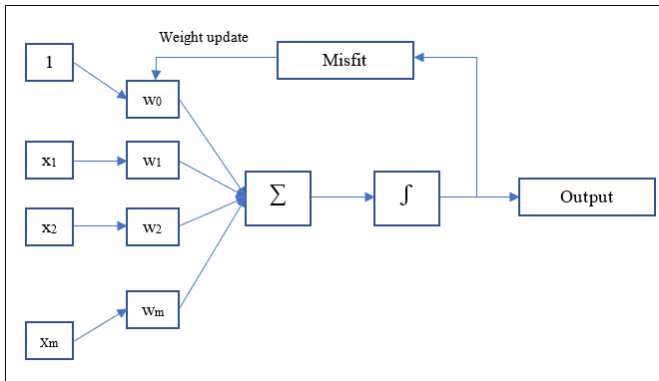 Weight update
Misfit
1
w₀
x₁
w₁
x₂
w₂
xₘ
wₘ
Σ
∫
Output